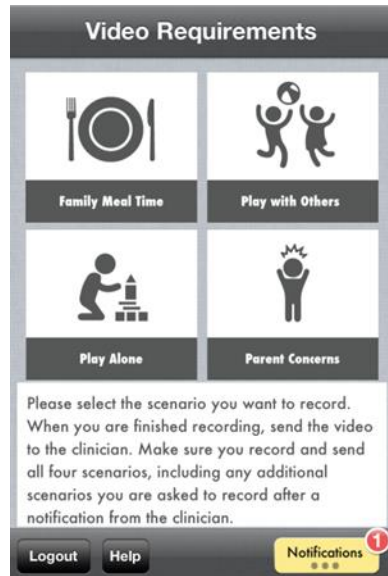 Video Requirements
Family Meal Time
Play with Others
Play Alone
Parent Concerns
Please select the scenario you want to record.
When you are finished recording, send the video
to the clinician. Make sure you record and send
all four scenarios, including any additional
scenarios you are asked to record after a
notification from the clinician.
Logout
Help
Notifications
1